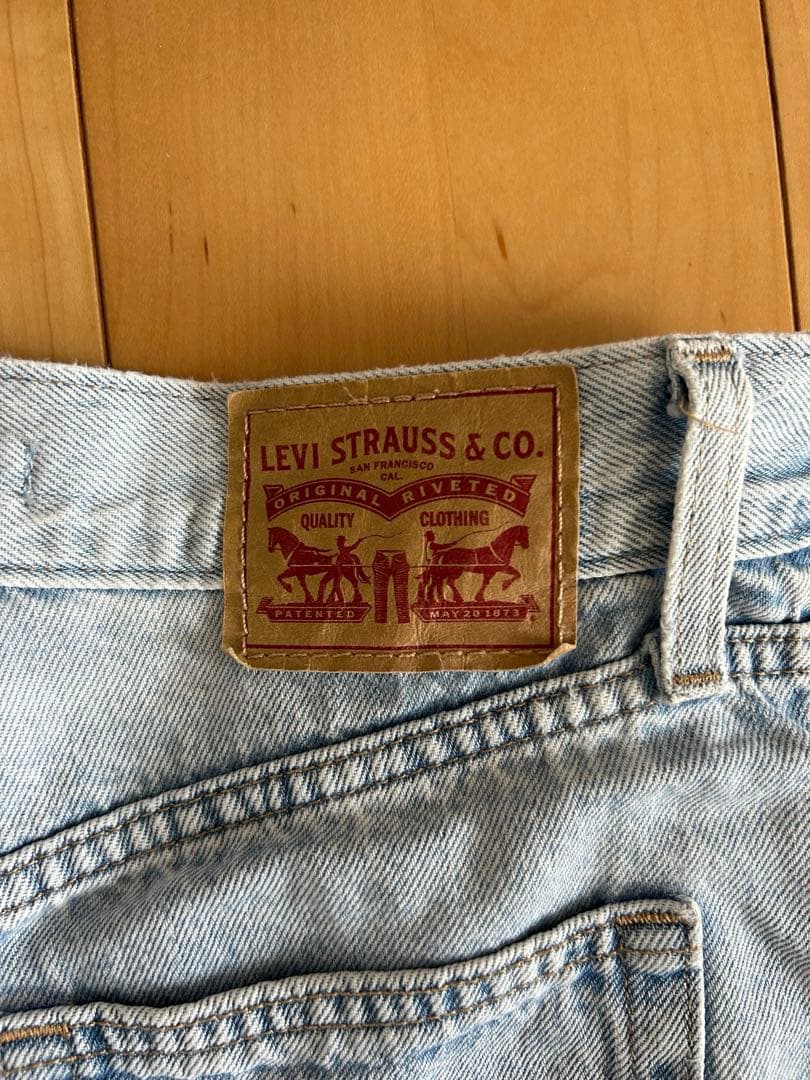 LEVI STRAUSS & CO.
SAN FRANCISCO
CAL.
ORIGINAL RIVETED
QUALITY CLOTHING
PATENTED MAY 20 1873